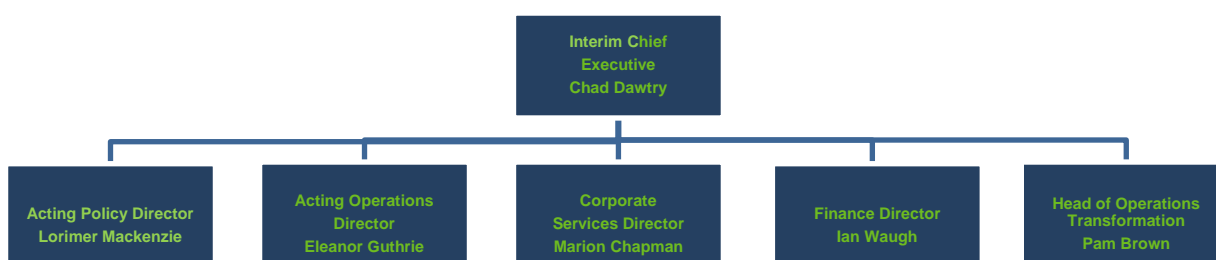 Interim Chief
Executive
Chad Dawtry
Acting Policy Director
Lorimer Mackenzie
Acting Operations
Director
Eleanor Guthrie
Corporate
Services Director
Marion Chapman
Finance Director
Ian Waugh
Head of Operations
Transformation
Pam Brown